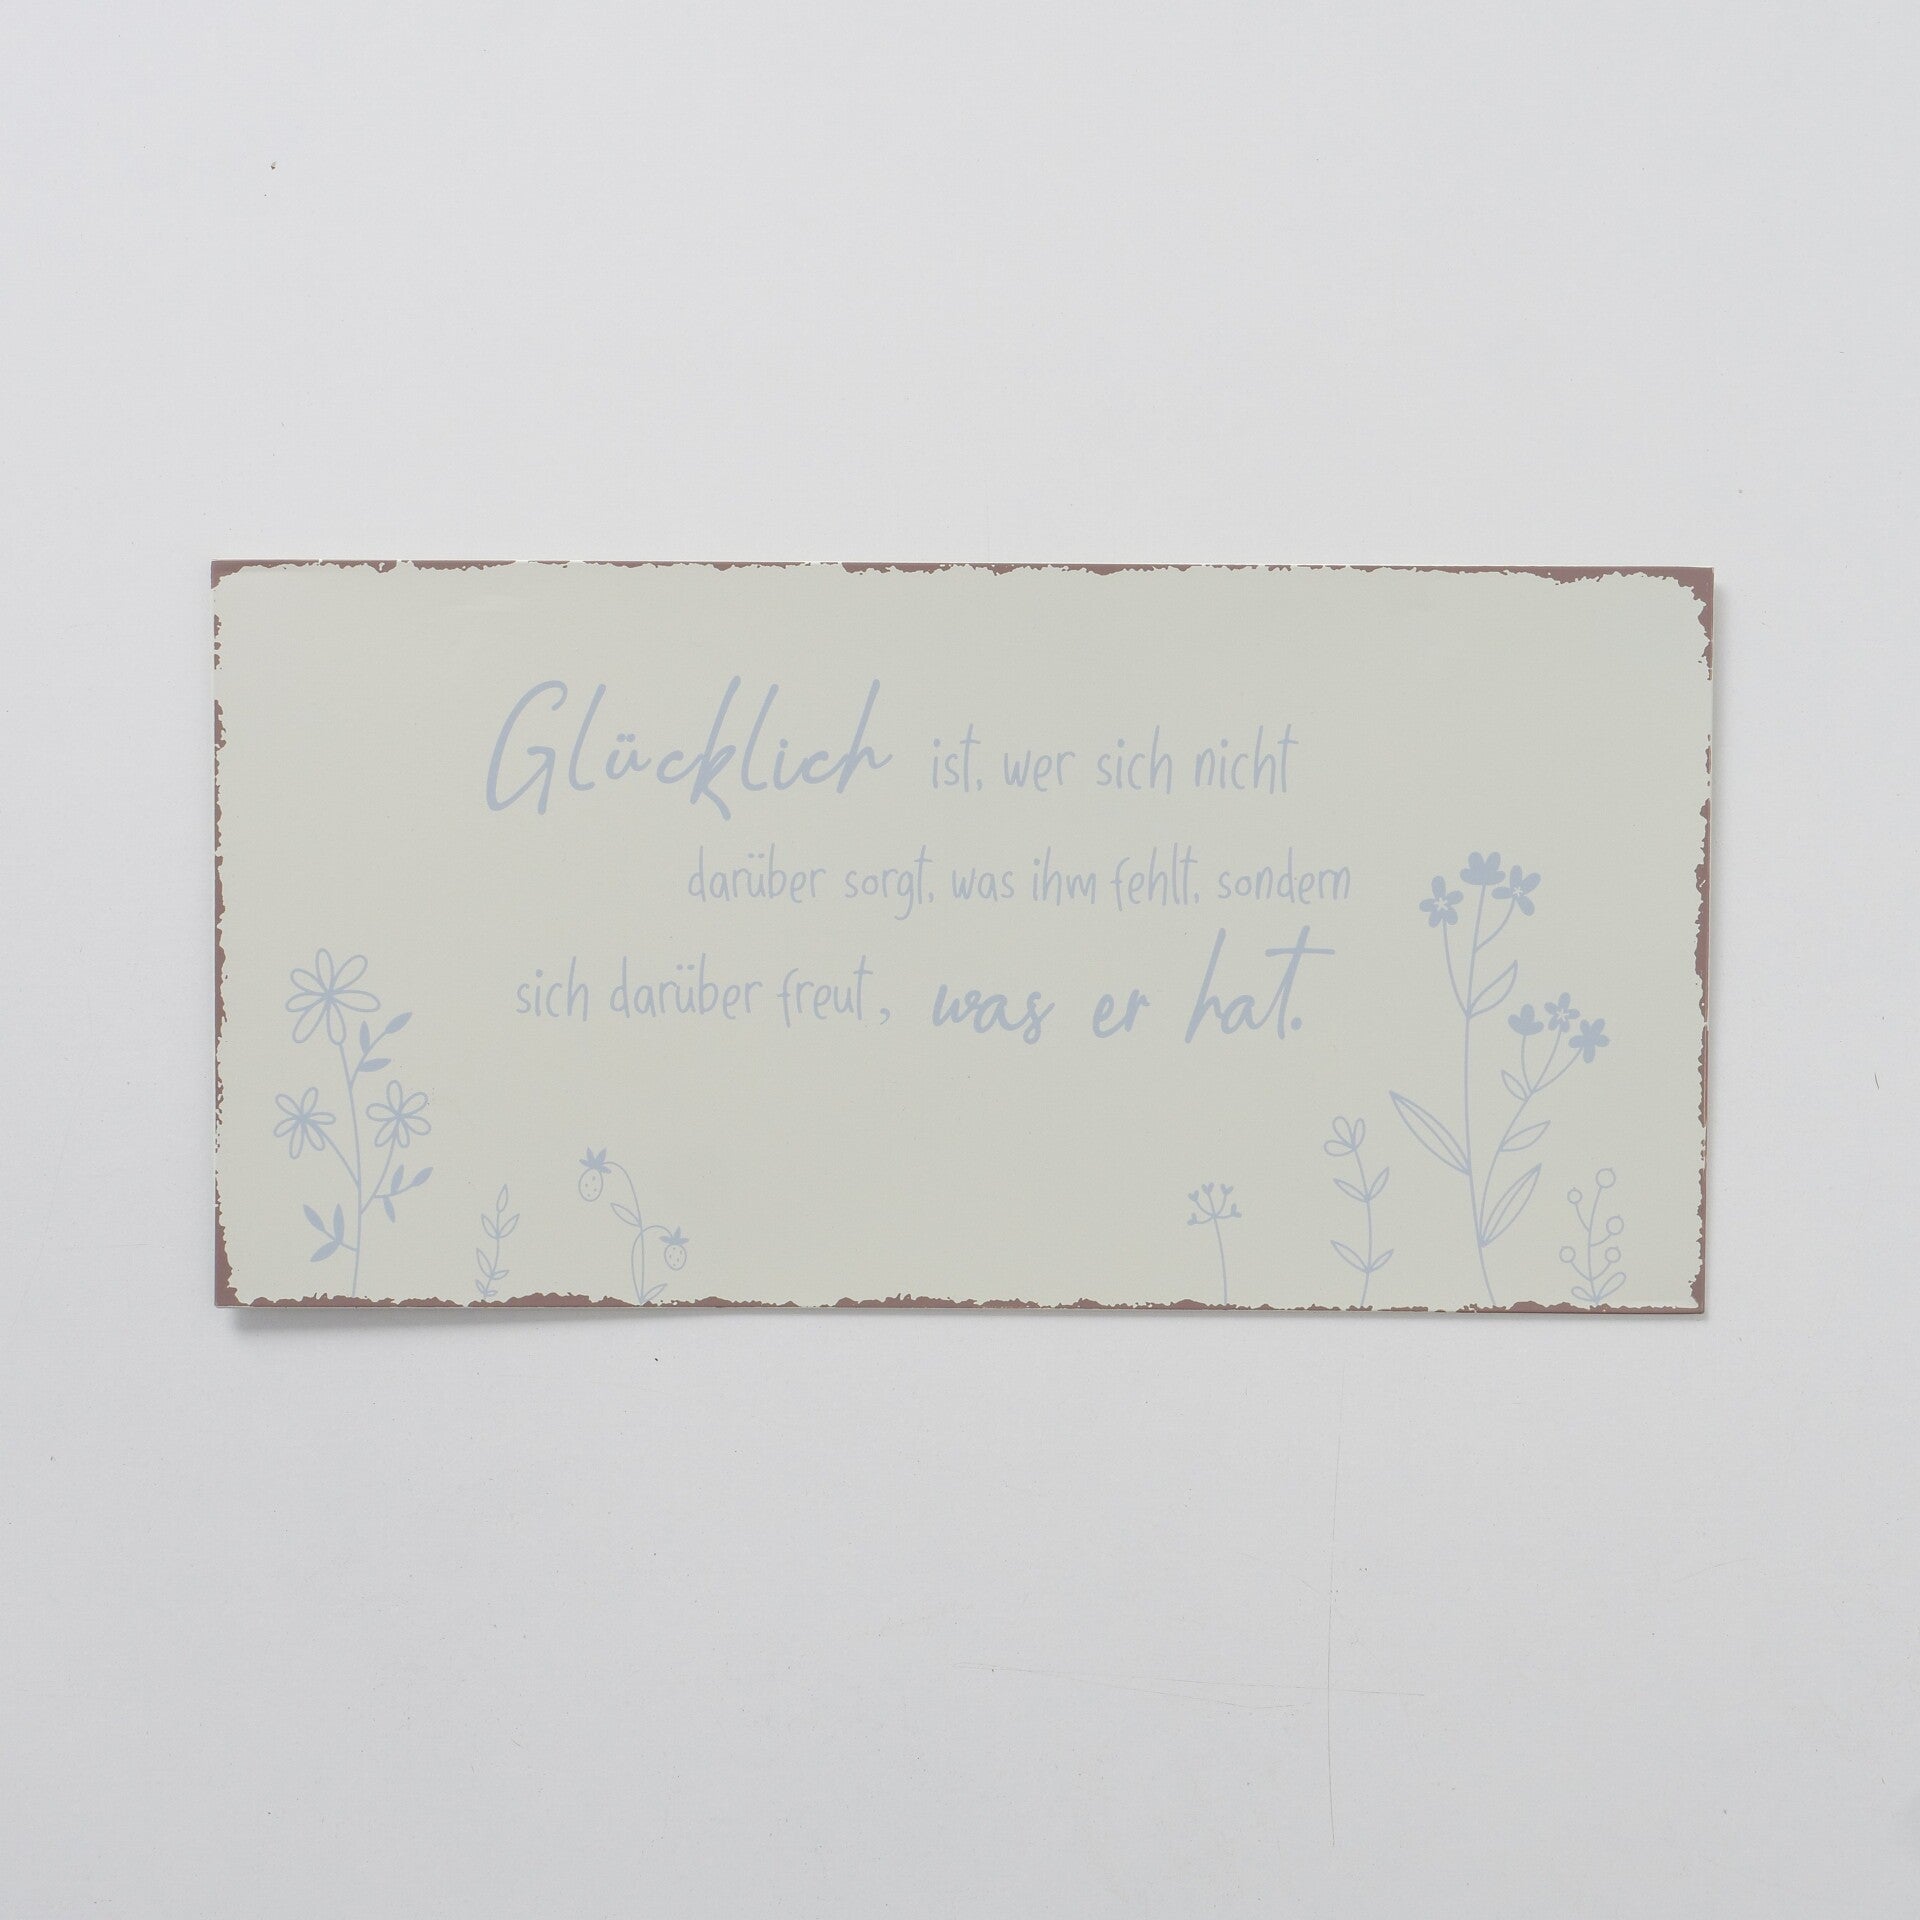 Glücklich ist, wer sich nicht
darüber sorgt, was ihm fehlt, sondern
sich darüber freut, was er hat.